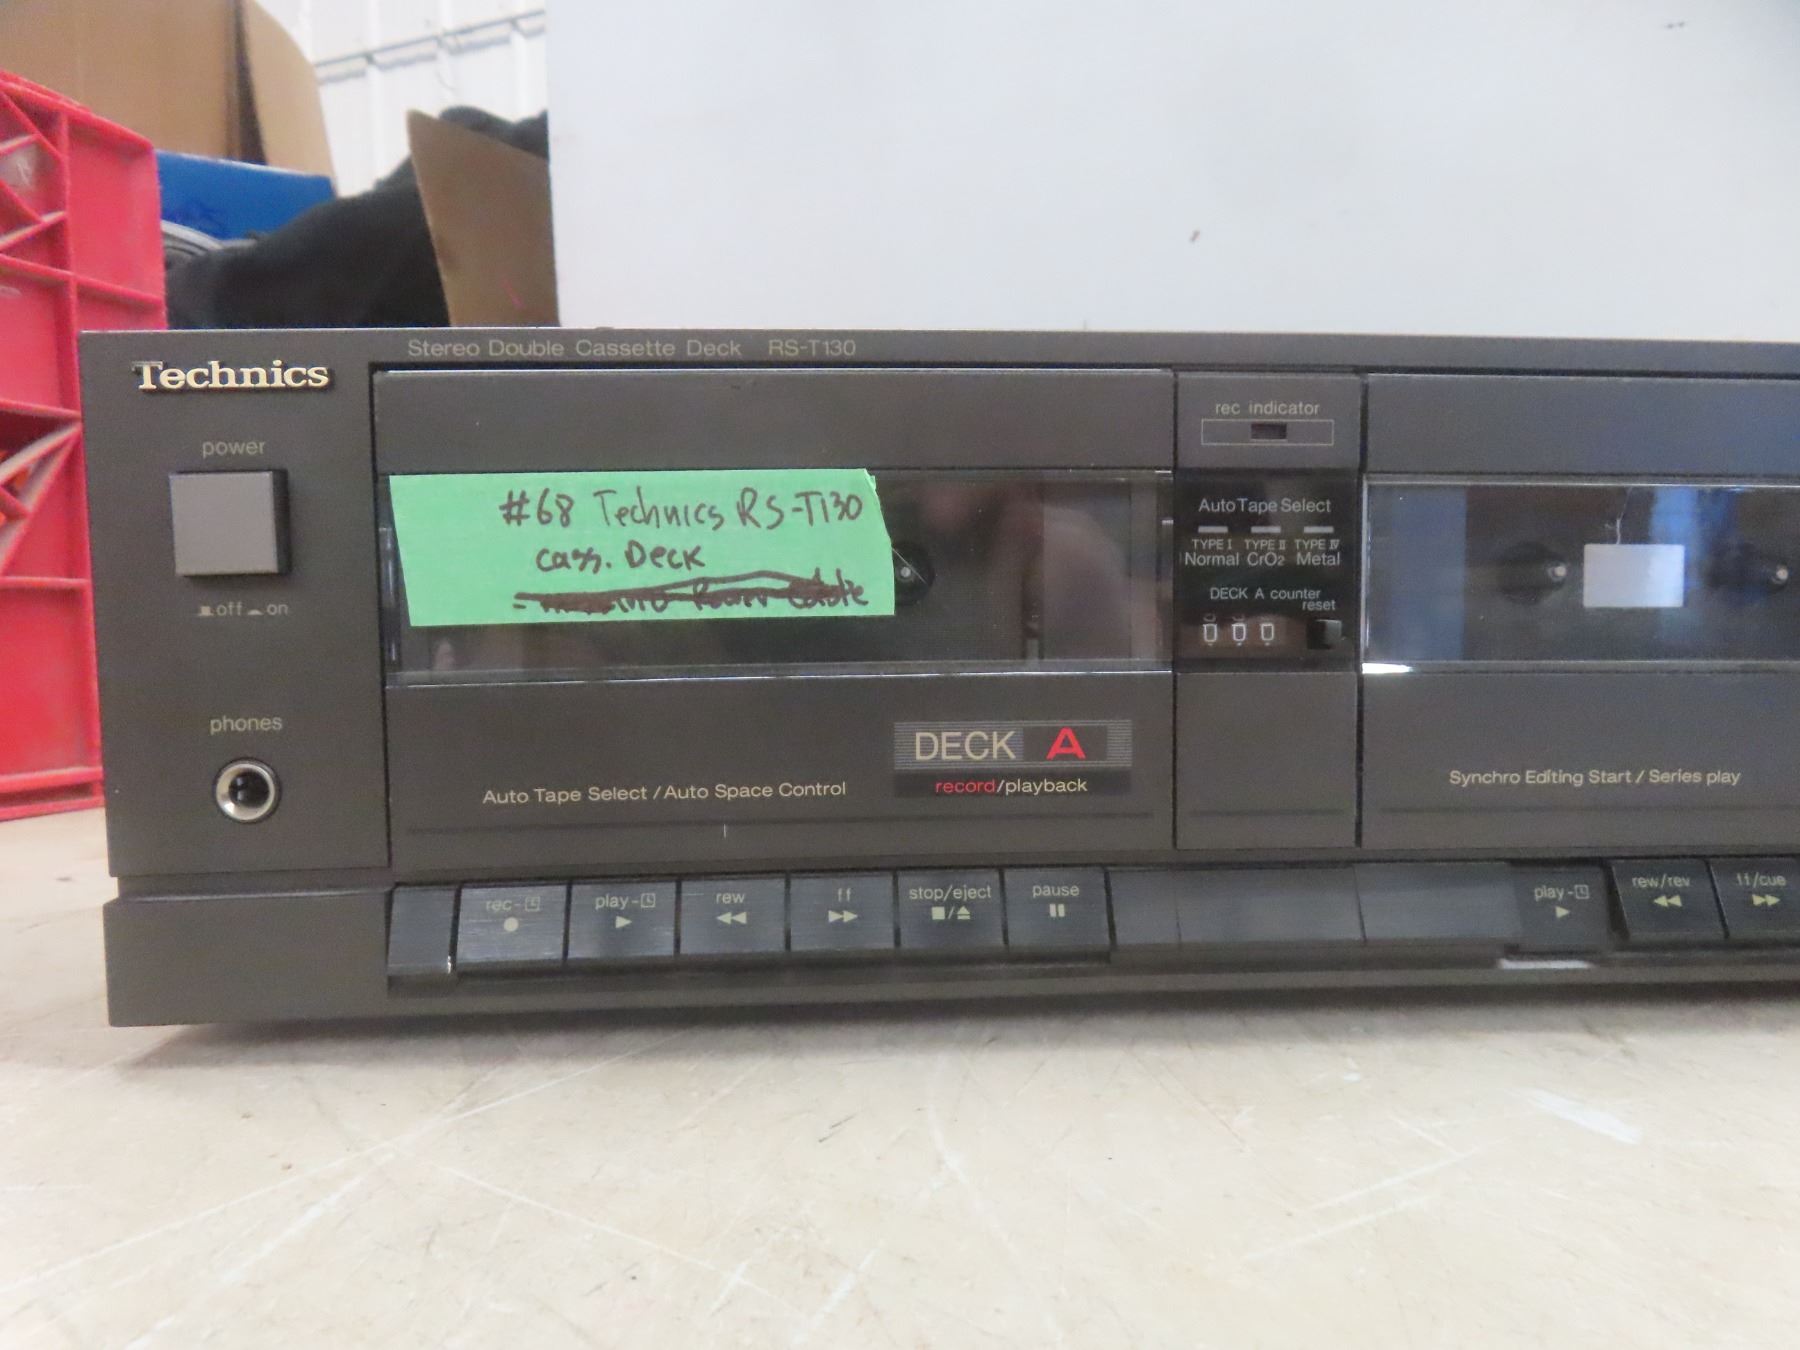 Stereo Double Cassette Deck RS-T130
Technics
power
off on
phones
#68 Technics RS-T130
cass. Deck
Power Cable
Auto Tape Select / Auto Space Control
DECK A
record/playback
rec indicator
Auto Tape Select
TYPE I TYPE II TYPE IV
Normal CrO2 Metal
DECK A counter
reset
000
Synchro Editing Start / Series play
rec-
play-
rew
ff
stop/eject
pause
play-
rew/rev
ff/cue